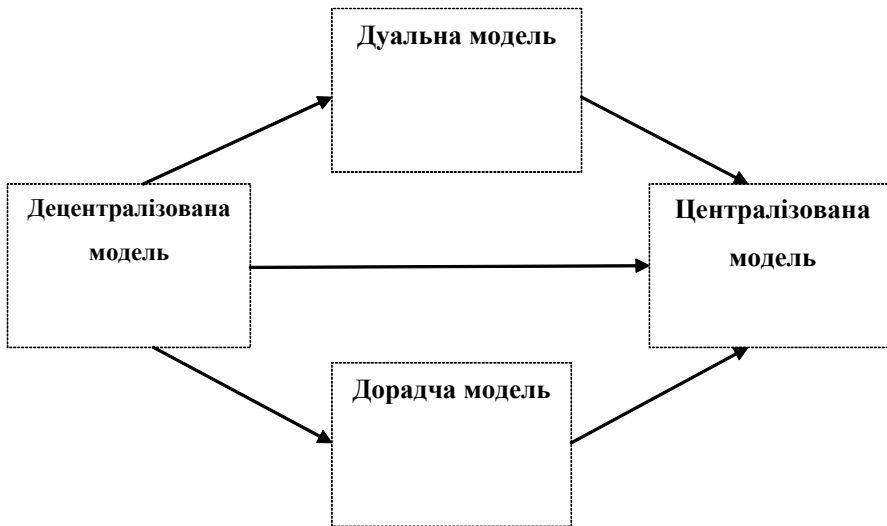 Дуальна модель
Децентралізована
модель
Централізована
модель
Дорадча модель